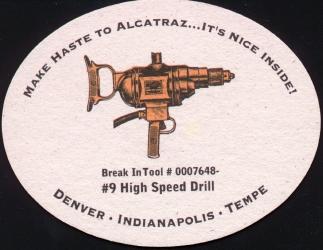 Make Haste to Alcatraz...It's Nice Inside!
Break In Tool # 0007648-
#9 High Speed Drill
Denver · Indianapolis · Tempe